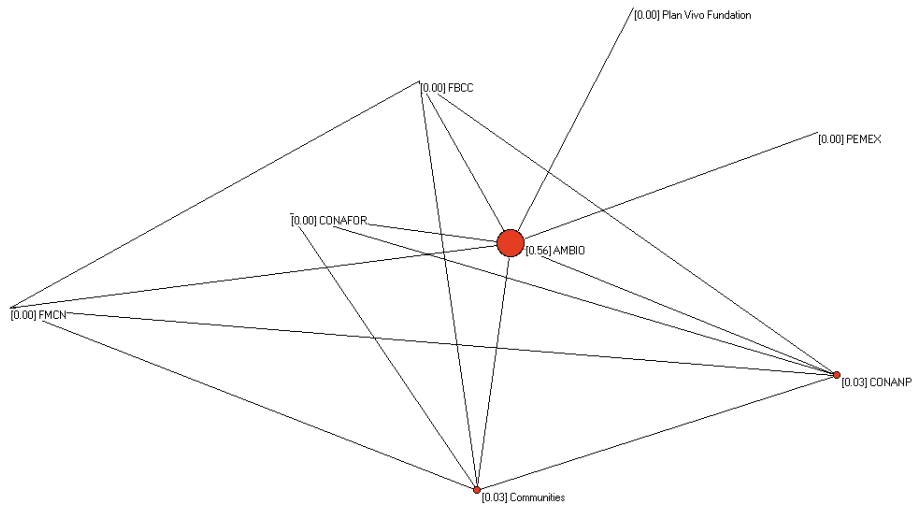 [0.00] Plan Vivo Fundation
[0.00] FBCC
[0.00] PEMEX
[0.00] CONAFOR
[0.56] AMBIO
[0.00] FMCN
[0.03] CONANP
[0.03] Communities